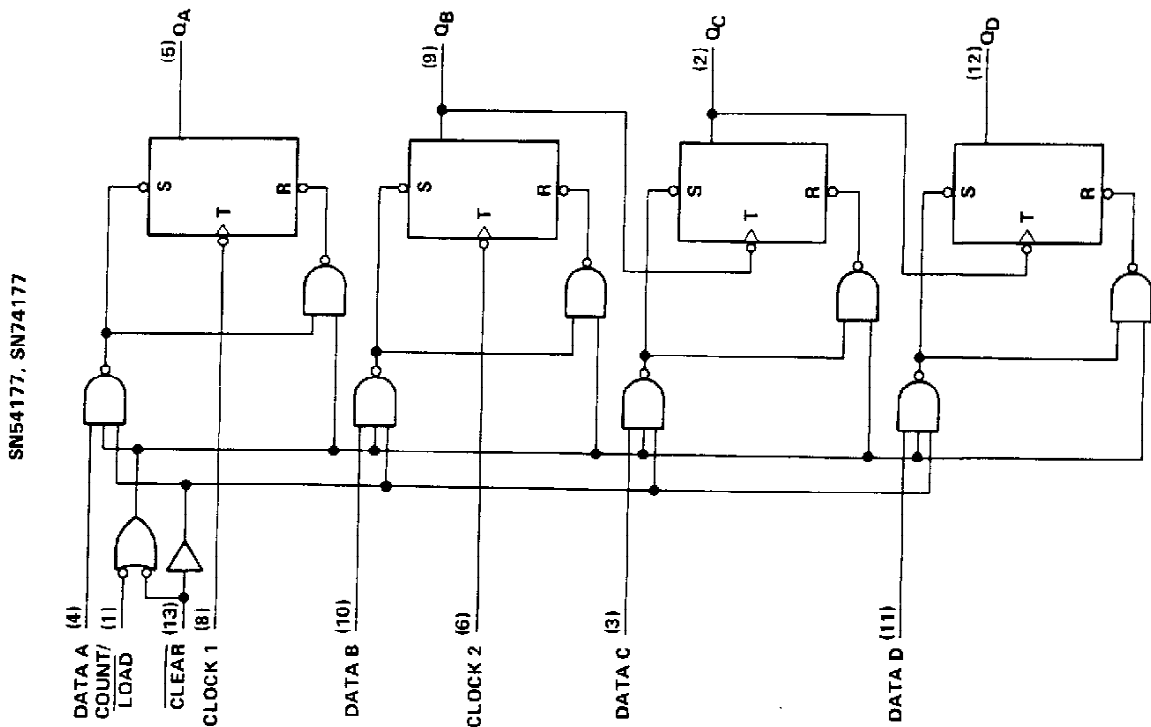 SN54177, SN74177
DATA A (4)
COUNT/ (1)
LOAD
CLEAR (13)
CLOCK 1 (8)
DATA B (10)
CLOCK 2 (6)
DATA C (3)
DATA D (11)
S
T
R
(5) QA
S
T
R
(9) QB
S
T
R
(2) QC
S
T
R
(12) QD